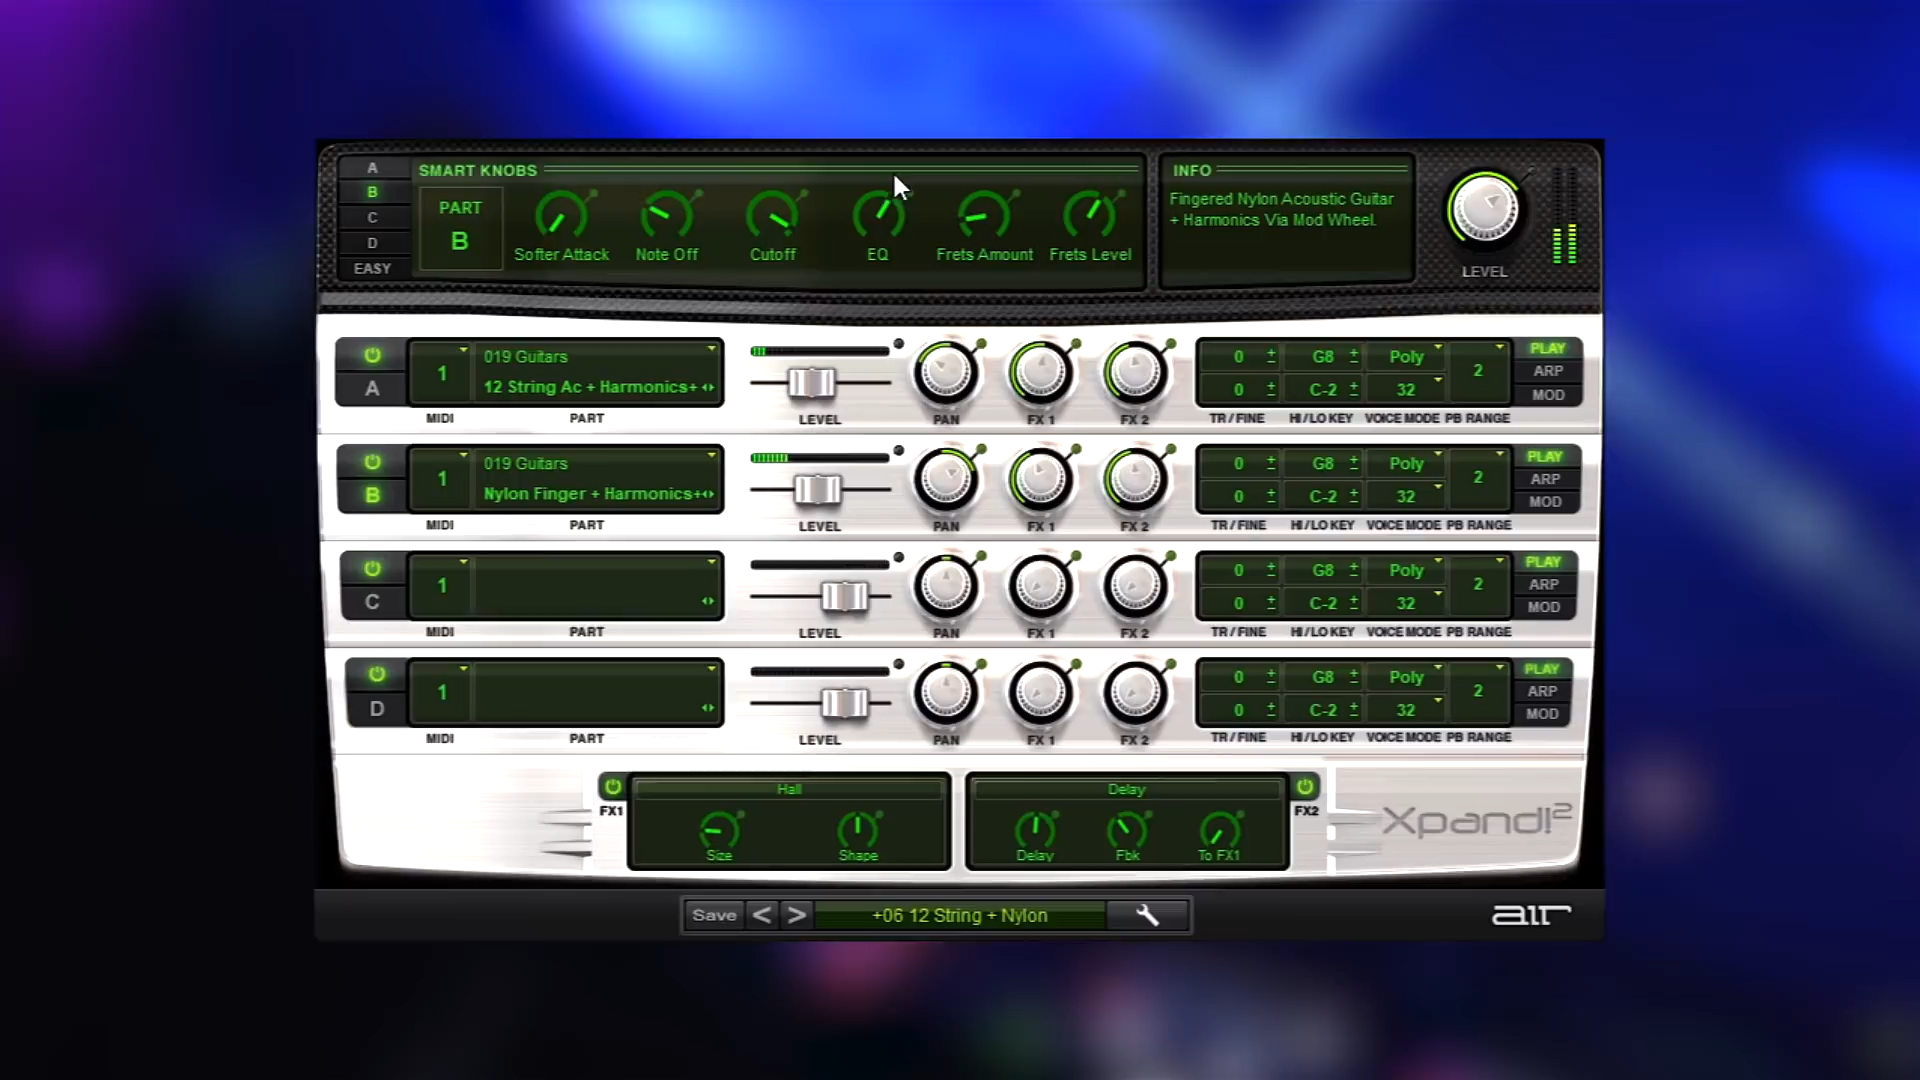 A
B
C
D
EASY
SMART KNOBS
PART
B
Softer Attack
Note Off
Cutoff
EQ
Frets Amount
Frets Level
INFO
Fingered Nylon Acoustic Guitar
+ Harmonics Via Mod Wheel.
LEVEL
A
1
019 Guitars
12 String Ac + Harmonics+
MIDI PART LEVEL PAN FX 1 FX 2
0 ± G8 ± Poly 2
0 ± C-2 ± 32
TR / FINE HI / LO KEY VOICE MODE PB RANGE
PLAY
ARP
MOD
B
1
019 Guitars
Nylon Finger + Harmonics+
MIDI PART LEVEL PAN FX 1 FX 2
0 ± G8 ± Poly 2
0 ± C-2 ± 32
TR / FINE HI / LO KEY VOICE MODE PB RANGE
PLAY
ARP
MOD
C
1
MIDI PART LEVEL PAN FX 1 FX 2
0 ± G8 ± Poly 2
0 ± C-2 ± 32
TR / FINE HI / LO KEY VOICE MODE PB RANGE
PLAY
ARP
MOD
D
1
MIDI PART LEVEL PAN FX 1 FX 2
0 ± G8 ± Poly 2
0 ± C-2 ± 32
TR / FINE HI / LO KEY VOICE MODE PB RANGE
PLAY
ARP
MOD
FX1
Hall
Size
Shape
Delay
Delay
Fbk
To FX1
FX2
Xpand!2
Save < > +06 12 String + Nylon
air